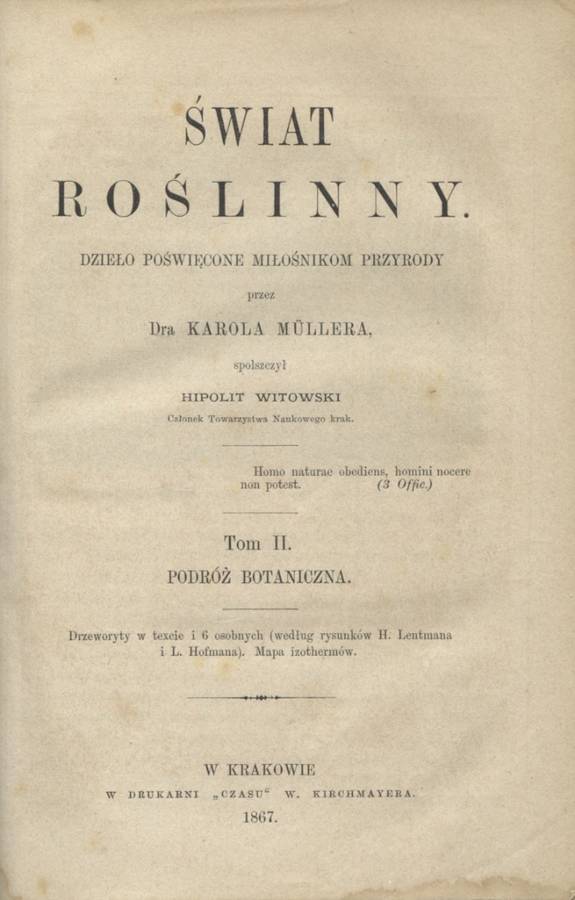 ŚWIAT
ROŚLINNY.
DZIEŁO POŚWIĘCONE MIŁOŚNIKOM PRZYRODY
przez
Dra KAROLA MÜLLERA,
spolszczył
HIPOLIT WITOWSKI
Członek Towarzystwa Naukowego krak.
Homo naturae obediens, homini nocere
non potest. (3 Offic.)
Tom II.
PODRÓŻ BOTANICZNA.
Drzeworyty w texcie i 6 osobnych (według rysunków H. Lentmana
i L. Hofmana). Mapa izothermów.
W KRAKOWIE
W DRUKARNI „CZASU“ W. KIRCHMAYERA.
1867.